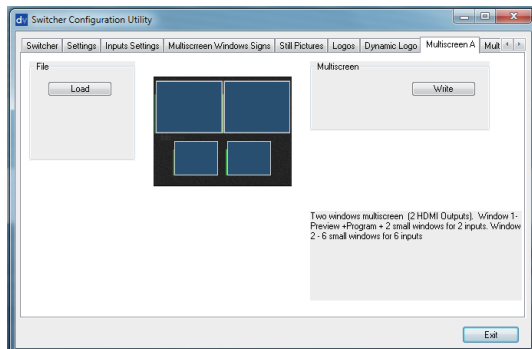 dv Switcher Configuration Utility
Switcher Settings Inputs Settings Multiscreen Windows Signs Still Pictures Logos Dynamic Logo Multiscreen A Mult
File
Multiscreen
Load
Write
Two windows multiscreen (2 HDMI Outputs). Window 1-
Preview +Program + 2 small windows for 2 inputs. Window
2 - 6 small windows for 6 inputs
Exit